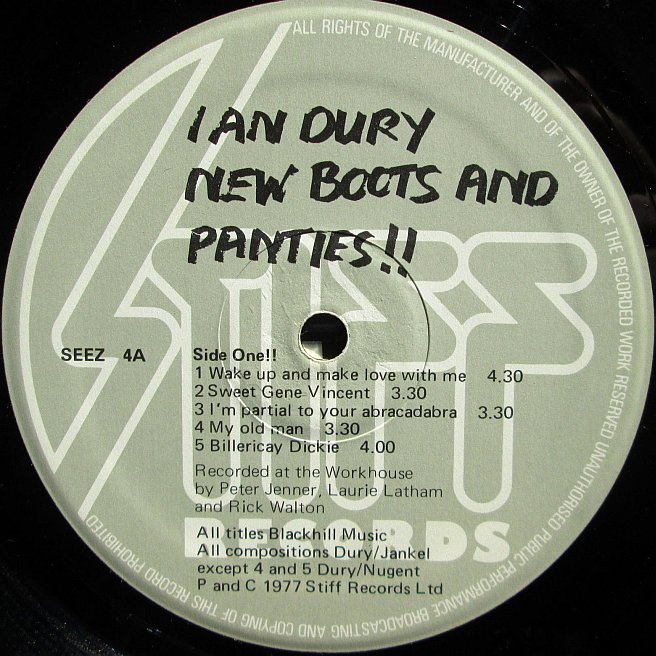 ALL RIGHTS OF THE MANUFACTURER AND OF THE OWNER OF THE RECORDED WORK RESERVED UNAUTHORISED PUBLIC PERFORMANCE BROADCASTING AND COPYING OF THIS RECORD PROHIBITED
IAN DURY
NEW BOOTS AND
PANTIES!!
STIFF
RECORDS
SEEZ 4A
Side One!!
1 Wake up and make love with me 4.30
2 Sweet Gene Vincent 3.30
3 I'm partial to your abracadabra 3.30
4 My old man 3.30
5 Billericay Dickie 4.00
Recorded at the Workhouse
by Peter Jenner, Laurie Latham
and Rick Walton
All titles Blackhill Music
All compositions Dury/Jankel
except 4 and 5 Dury/Nugent
P and C 1977 Stiff Records Ltd